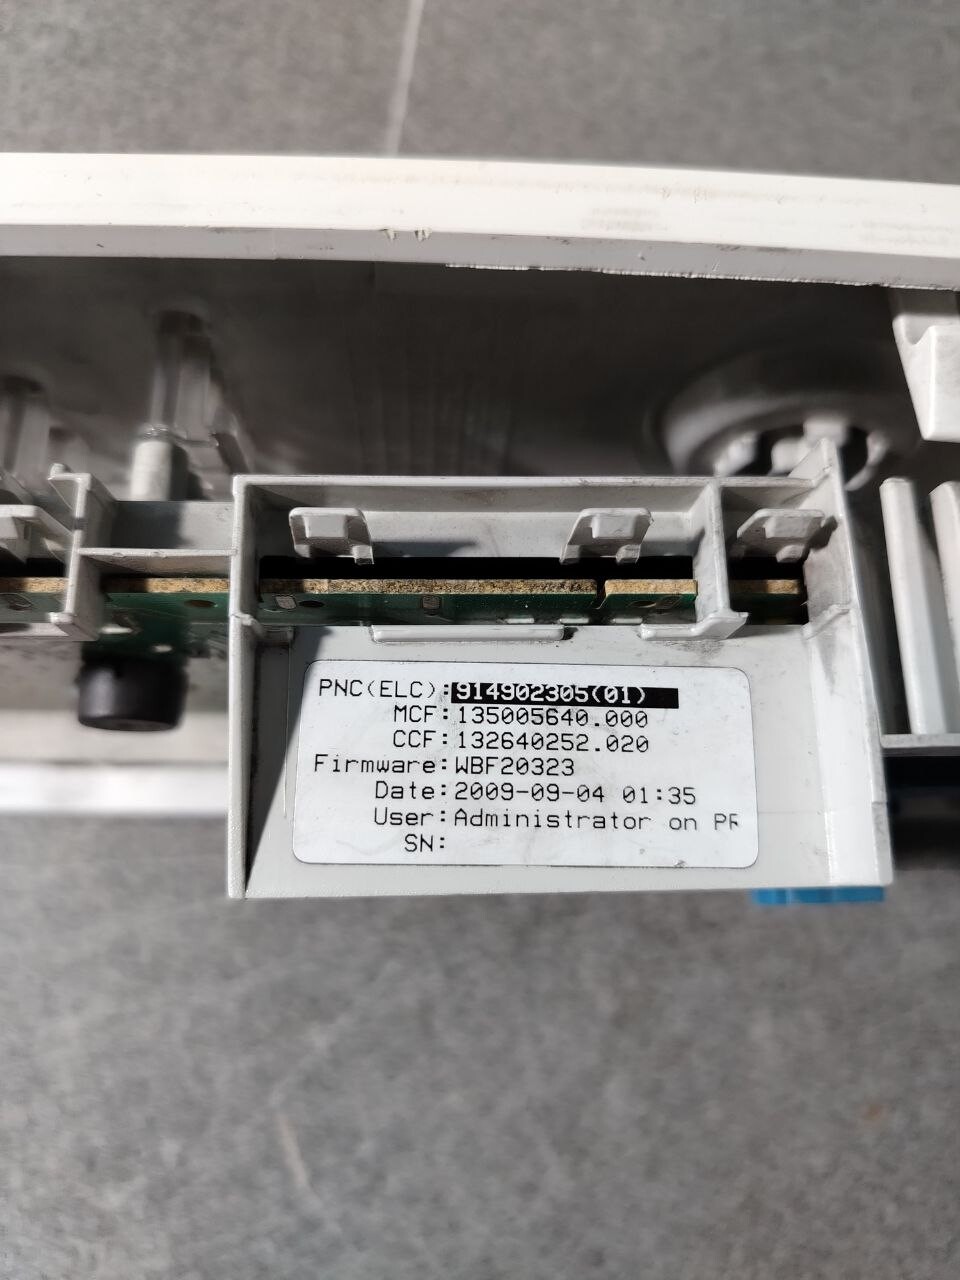 PNC(ELC):914902305(01)
MCF:135005640.000
CCF:132640252.020
Firmware:WBF20323
Date:2009-09-04 01:35
User:Administrator on PR
SN: